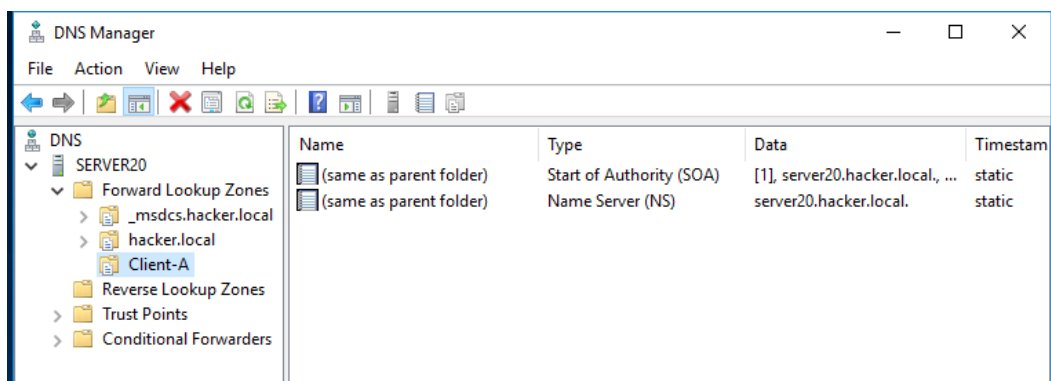 DNS Manager
File Action View Help
DNS
SERVER20
Forward Lookup Zones
_msdcs.hacker.local
hacker.local
Client-A
Reverse Lookup Zones
Trust Points
Conditional Forwarders
Name Type Data Timestam
(same as parent folder) Start of Authority (SOA) [1], server20.hacker.local., ... static
(same as parent folder) Name Server (NS) server20.hacker.local. static